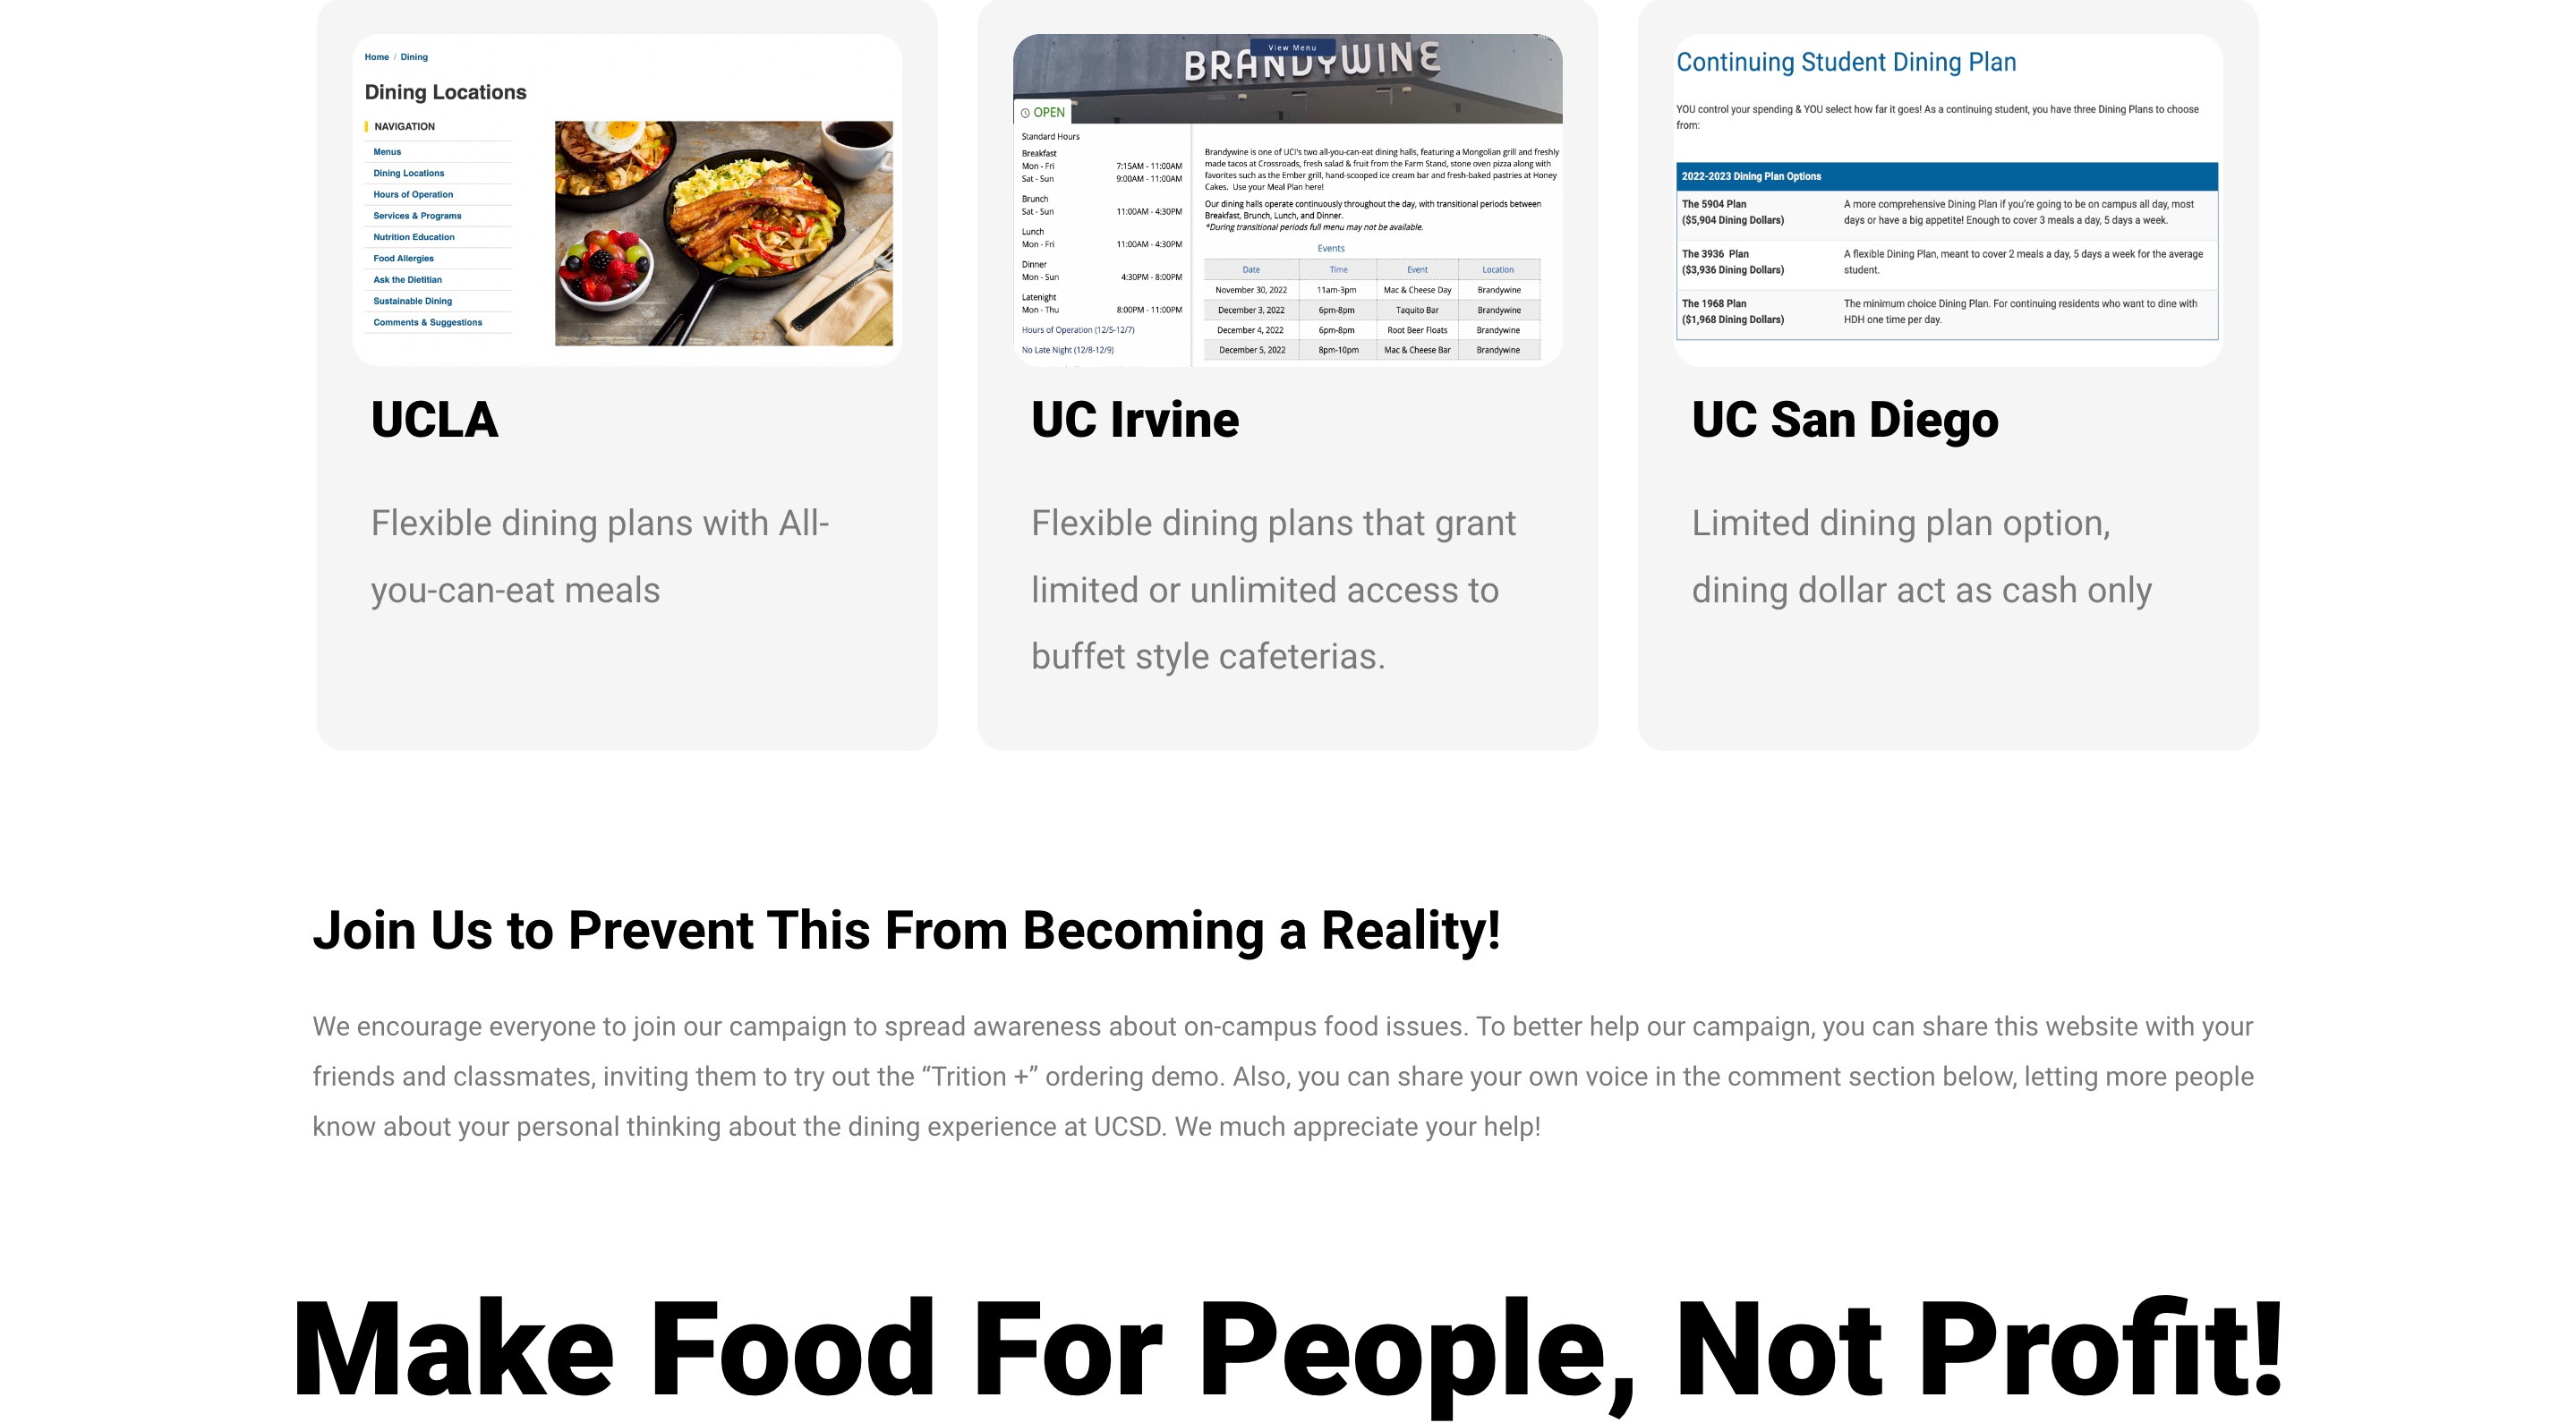 Home / Dining
Dining Locations
NAVIGATION
Menus
Dining Locations
Hours of Operation
Services & Programs
Nutrition Education
Food Allergies
Ask the Dietitian
Sustainable Dining
Comments & Suggestions
UCLA
Flexible dining plans with All-
you-can-eat meals
View Menu
BRANDYWINE
OPEN
Standard Hours
Breakfast
Mon - Fri 7:15AM - 11:00AM
Sat - Sun 9:00AM - 11:00AM
Brunch
Sat - Sun 11:00AM - 4:30PM
Lunch
Mon - Fri 11:00AM - 4:30PM
Dinner
Mon - Sun 4:30PM - 8:00PM
Latenight
Mon - Thu 8:00PM - 11:00PM
Hours of Operation (12/5-12/7)
No Late Night (12/8-12/9)
Brandywine is one of UCI's two all-you-can-eat dining halls, featuring a Mongolian grill and freshly
made tacos at Crossroads, fresh salad & fruit from the Farm Stand, stone oven pizza along with
favorites such as the Ember grill, hand-scooped ice cream bar and fresh-baked pastries at Honey
Cakes. Use your Meal Plan here!
Our dining halls operate continuously throughout the day, with transitional periods between
Breakfast, Brunch, Lunch, and Dinner.
*During transitional periods full menu may not be available.
Events
Date Time Event Location
November 30, 2022 11am-3pm Mac & Cheese Day Brandywine
December 3, 2022 6pm-8pm Taquito Bar Brandywine
December 4, 2022 6pm-8pm Root Beer Floats Brandywine
December 5, 2022 8pm-10pm Mac & Cheese Bar Brandywine
UC Irvine
Flexible dining plans that grant
limited or unlimited access to
buffet style cafeterias.
Continuing Student Dining Plan
YOU control your spending & YOU select how far it goes! As a continuing student, you have three Dining Plans to choose
from:
2022-2023 Dining Plan Options
The 5904 Plan A more comprehensive Dining Plan if you're going to be on campus all day, most
($5,904 Dining Dollars) days or have a big appetite! Enough to cover 3 meals a day, 5 days a week.
The 3936 Plan A flexible Dining Plan, meant to cover 2 meals a day, 5 days a week for the average
($3,936 Dining Dollars) student.
The 1968 Plan The minimum choice Dining Plan. For continuing residents who want to dine with
($1,968 Dining Dollars) HDH one time per day.
UC San Diego
Limited dining plan option,
dining dollar act as cash only
Join Us to Prevent This From Becoming a Reality!
We encourage everyone to join our campaign to spread awareness about on-campus food issues. To better help our campaign, you can share this website with your
friends and classmates, inviting them to try out the “Trition +” ordering demo. Also, you can share your own voice in the comment section below, letting more people
know about your personal thinking about the dining experience at UCSD. We much appreciate your help!
Make Food For People, Not Profit!